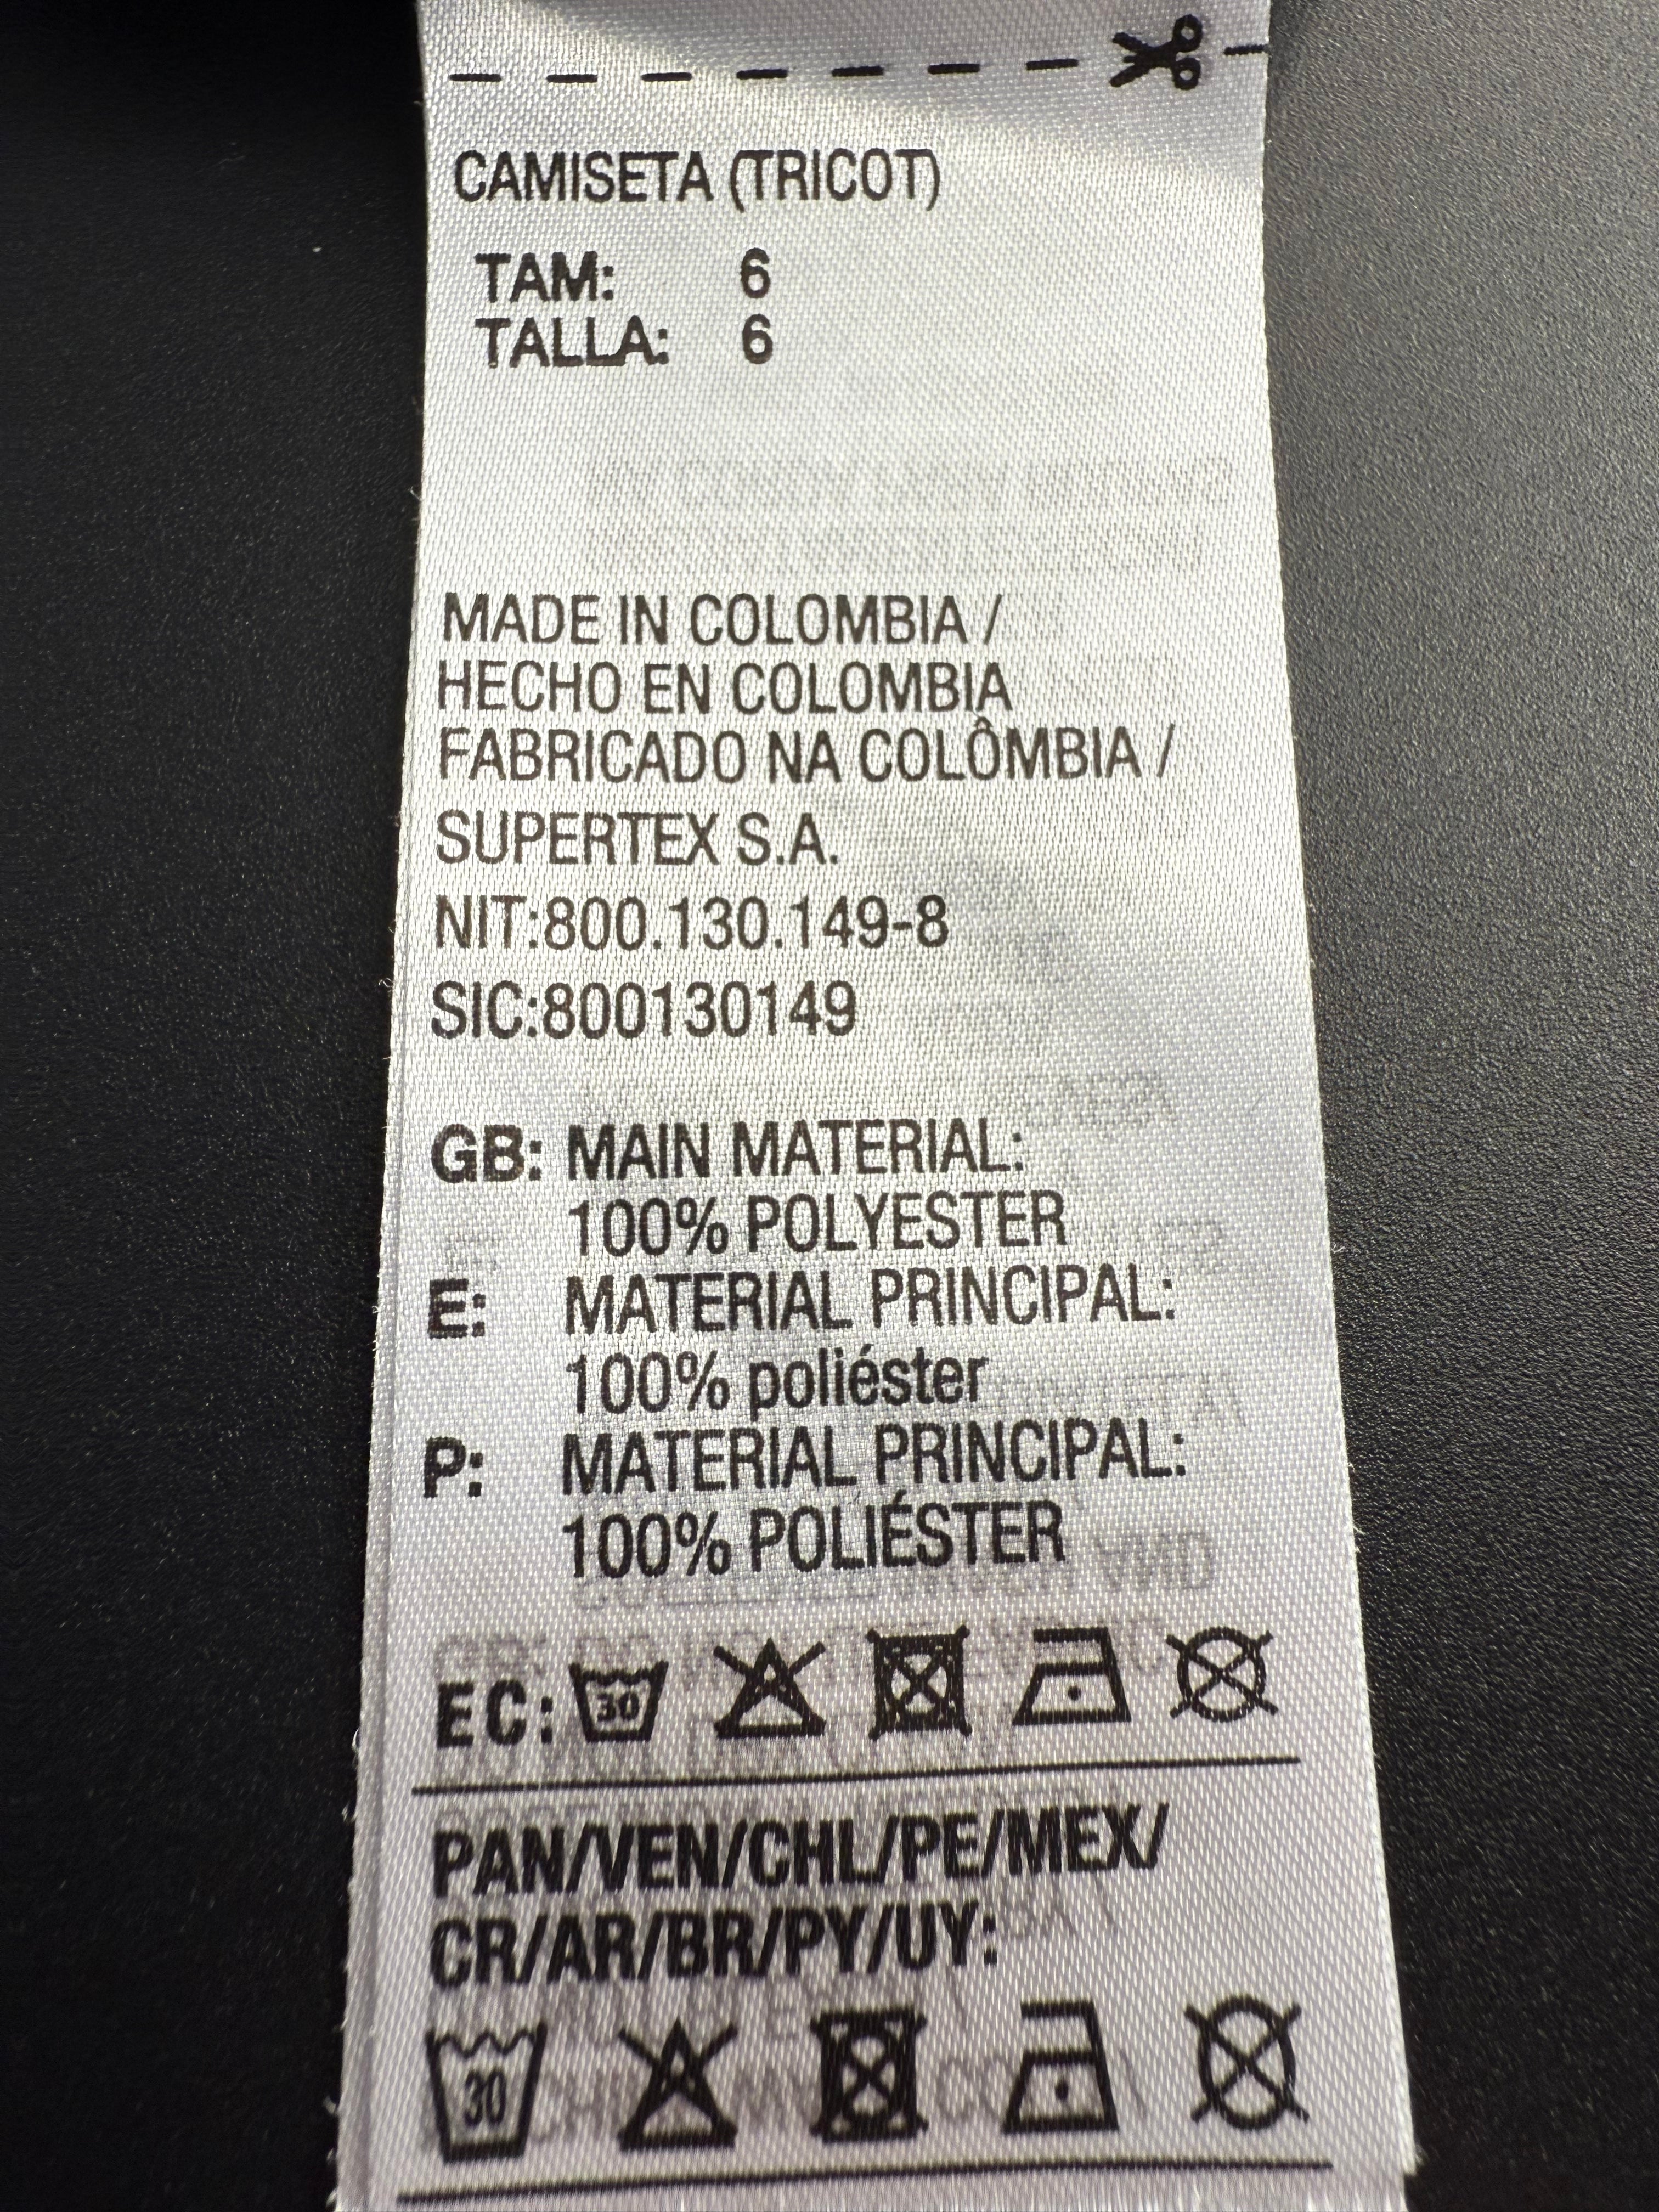 CAMISETA (TRICOT)
TAM: 6
TALLA: 6
MADE IN COLOMBIA /
HECHO EN COLOMBIA
FABRICADO NA COLÔMBIA /
SUPERTEX S.A.
NIT:800.130.149-8
SIC:800130149
GB: MAIN MATERIAL:
100% POLYESTER
E: MATERIAL PRINCIPAL:
100% poliéster
P: MATERIAL PRINCIPAL:
100% POLIÉSTER
EC: 30
PAN/VEN/CHL/PE/MEX/
CR/AR/BR/PY/UY:
30